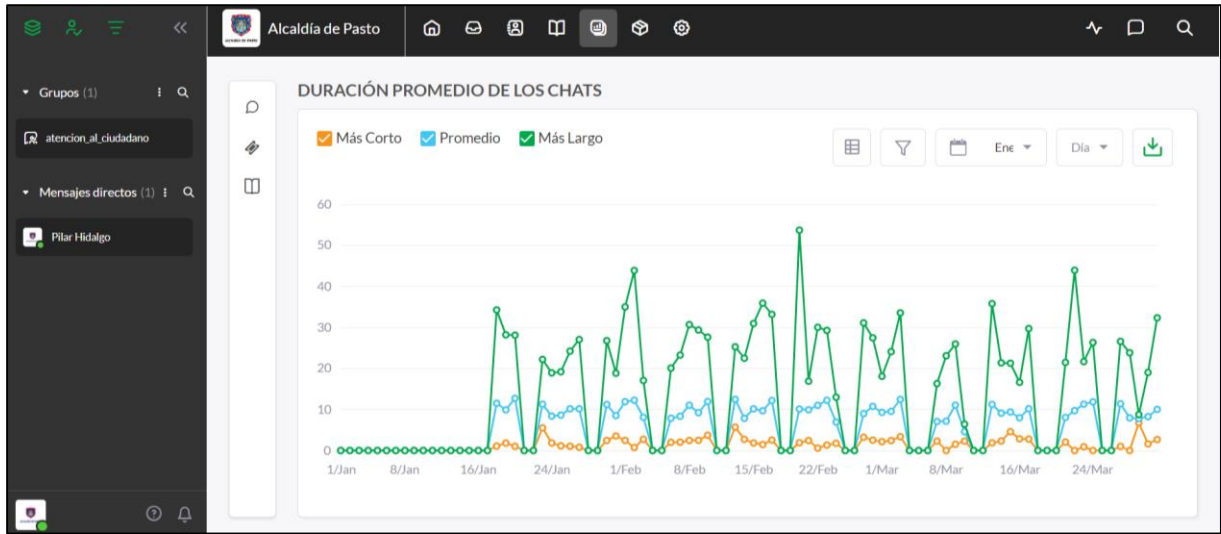 Alcaldía de Pasto
Grupos (1)
atencion_al_ciudadano
Mensajes directos (1)
Pilar Hidalgo
DURACIÓN PROMEDIO DE LOS CHATS
Más Corto Promedio Más Largo
Ene Día
60
50
40
30
20
10
0
1/Jan 8/Jan 16/Jan 24/Jan 1/Feb 8/Feb 15/Feb 22/Feb 1/Mar 8/Mar 16/Mar 24/Mar